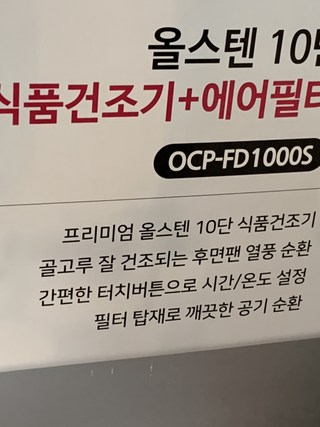 올스텐 10단
식품건조기+에어필터
OCP-FD1000S
프리미엄 올스텐 10단 식품건조기
골고루 잘 건조되는 후면팬 열풍 순환
간편한 터치버튼으로 시간/온도 설정
필터 탑재로 깨끗한 공기 순환